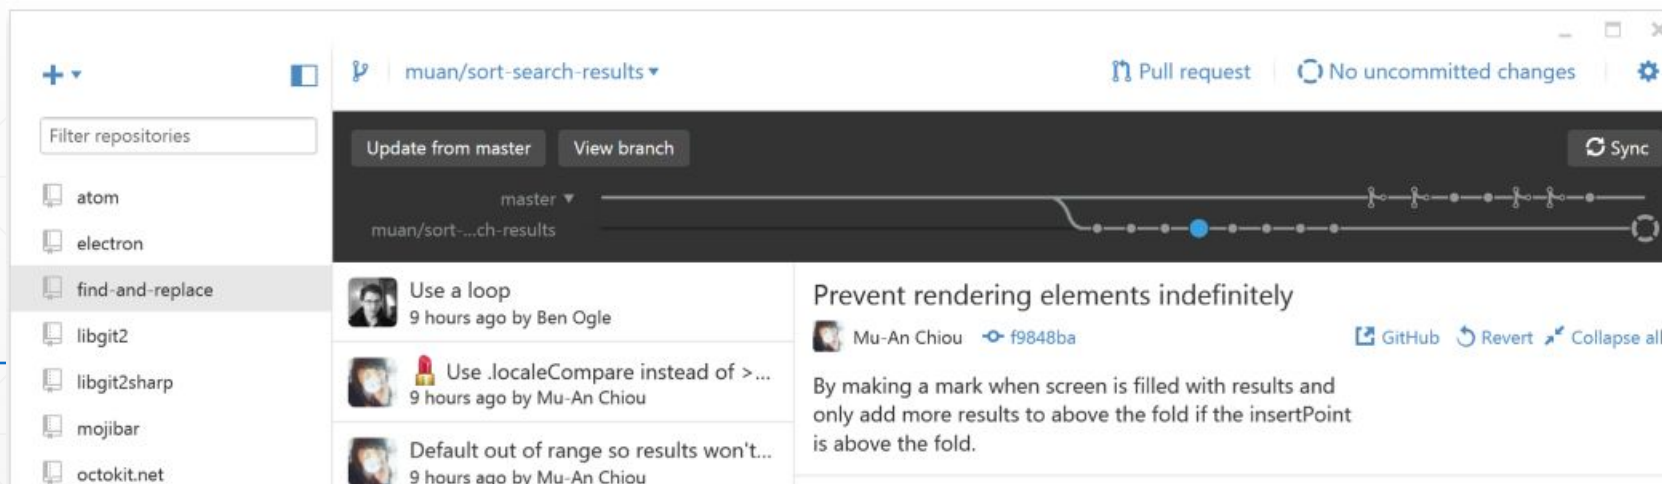 muan/sort-search-results
Pull request
No uncommitted changes
Filter repositories
atom
electron
find-and-replace
libgit2
libgit2sharp
mojibar
octokit.net
Update from master
View branch
Sync
master
muan/sort-...ch-results
Use a loop
9 hours ago by Ben Ogle
Use .localeCompare instead of >...
9 hours ago by Mu-An Chiou
Default out of range so results won't...
9 hours ago by Mu-An Chiou
Prevent rendering elements indefinitely
Mu-An Chiou f9848ba
GitHub Revert Collapse all
By making a mark when screen is filled with results and
only add more results to above the fold if the insertPoint
is above the fold.